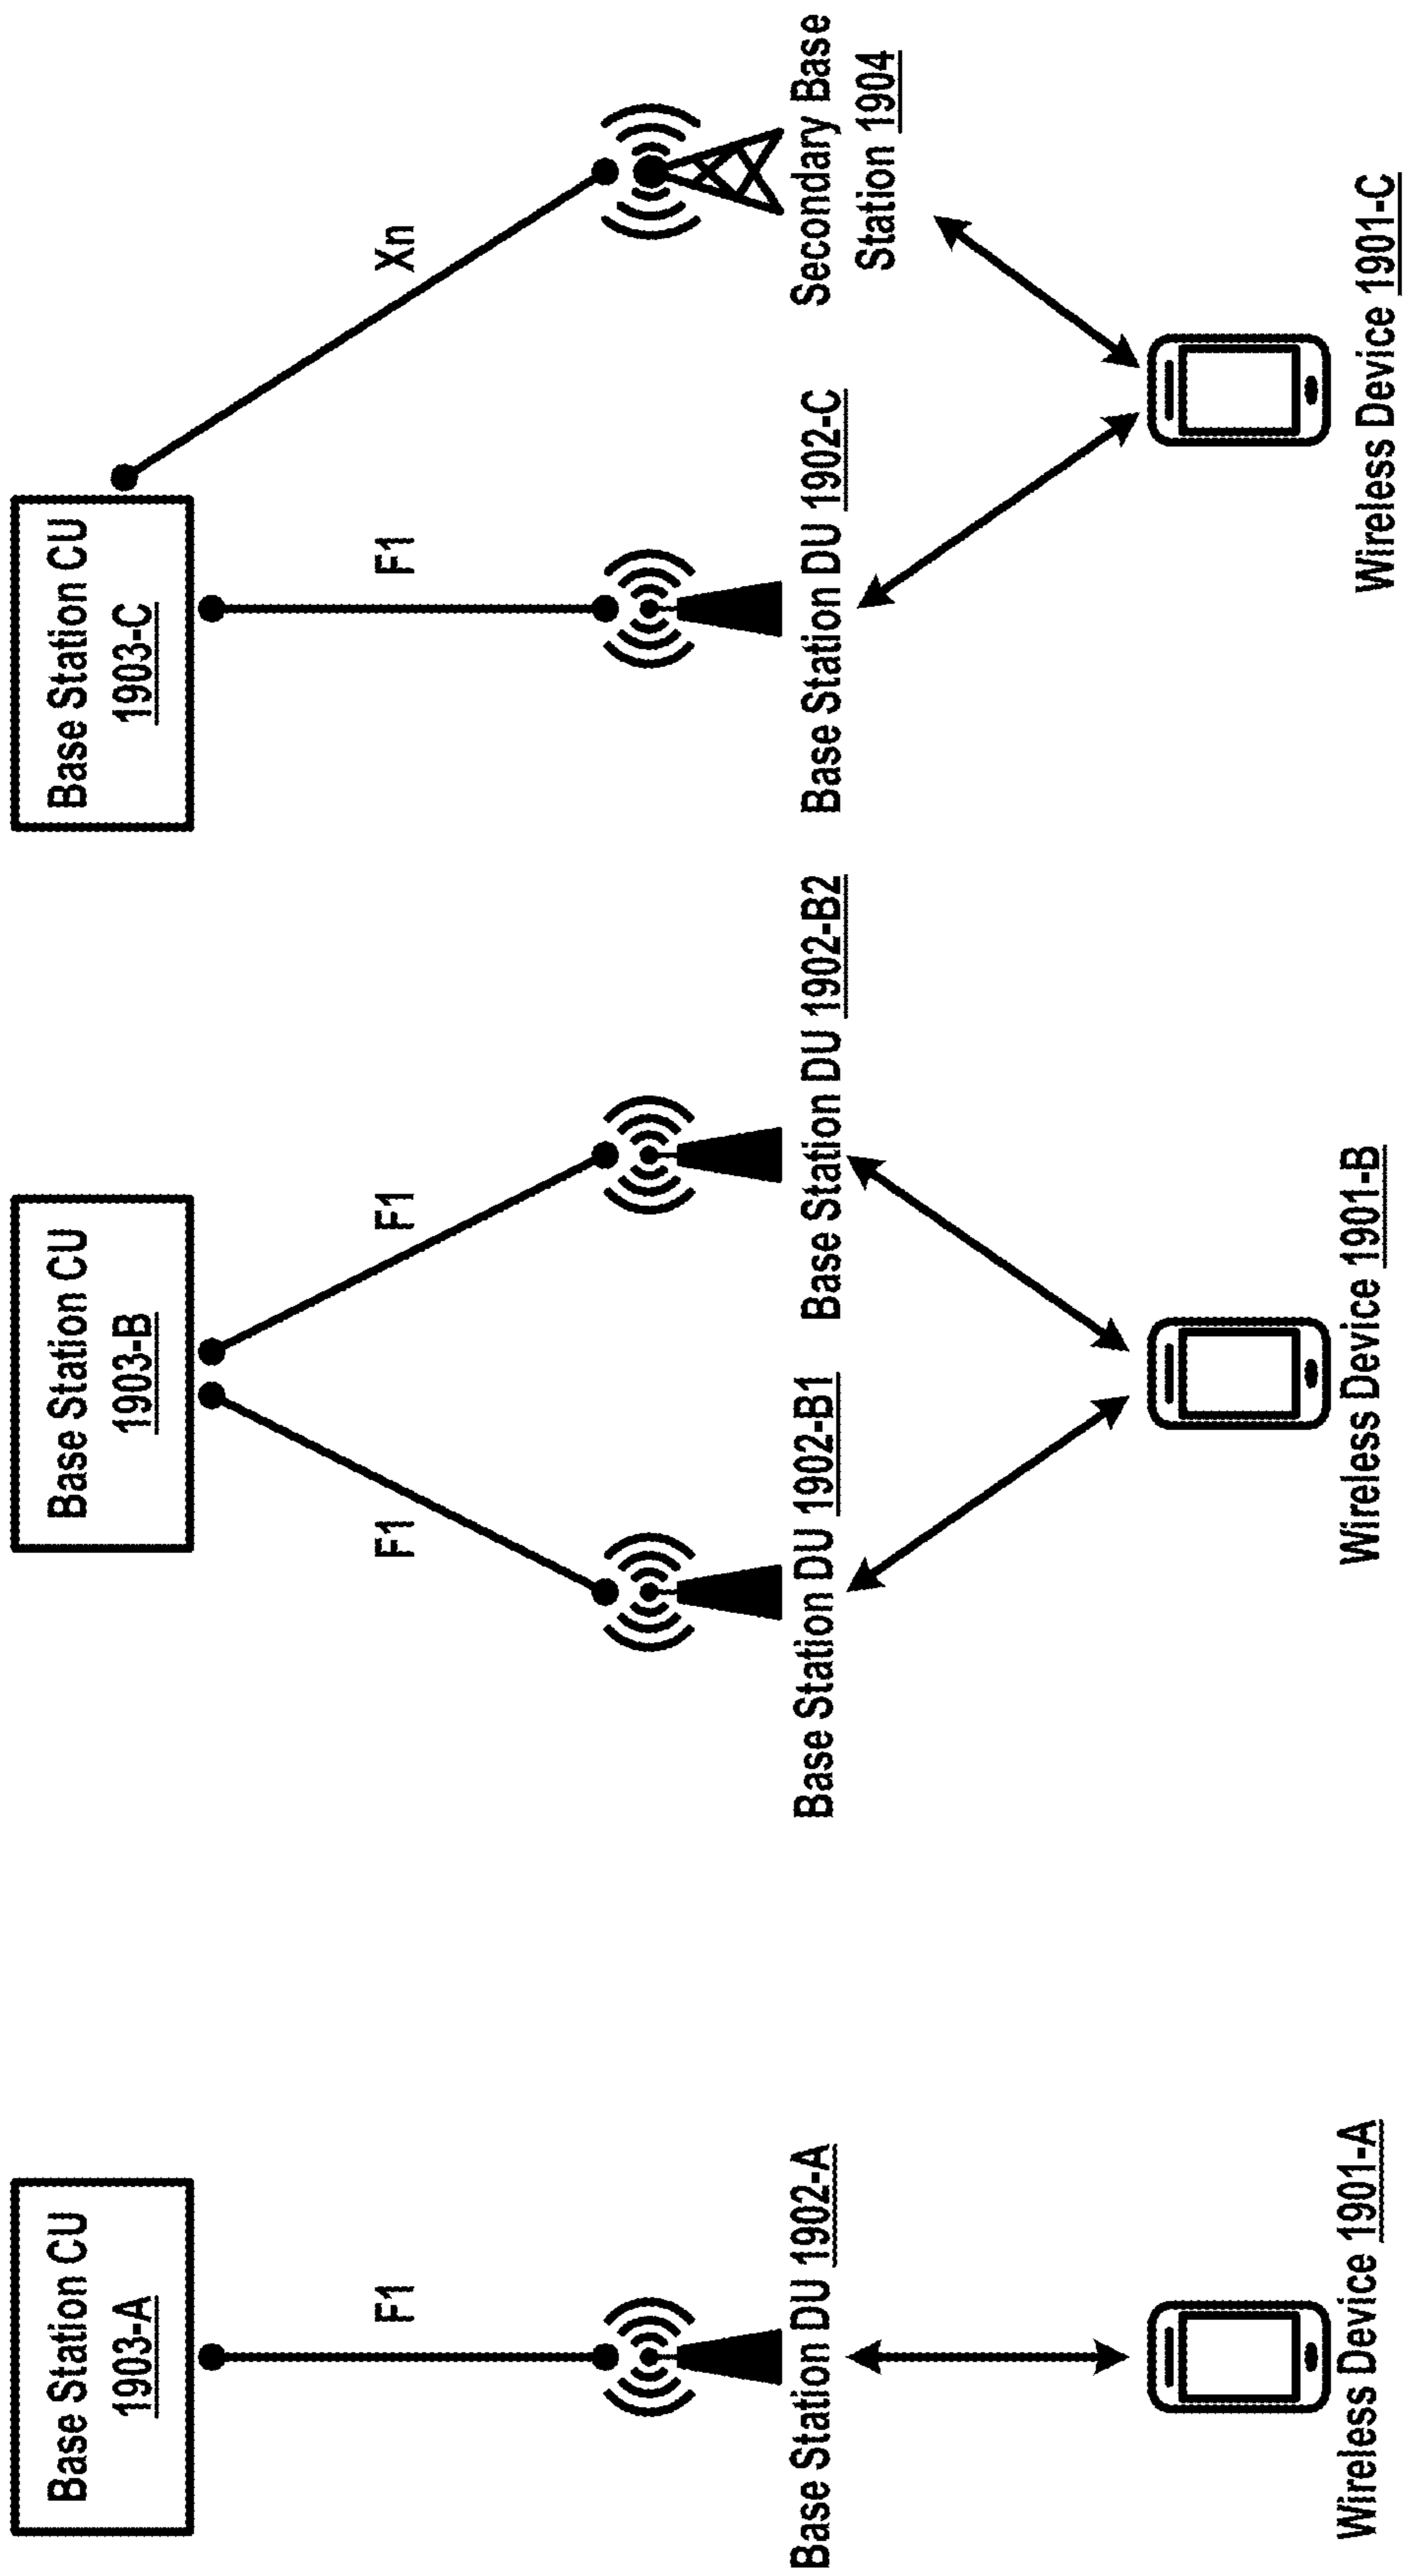 Base Station CU
1903-A
F1
Base Station DU 1902-A
Wireless Device 1901-A
Base Station CU
1903-B
F1
F1
Base Station DU 1902-B1
Base Station DU 1902-B2
Wireless Device 1901-B
Base Station CU
1903-C
F1
Xn
Base Station DU 1902-C
Secondary Base
Station 1904
Wireless Device 1901-C